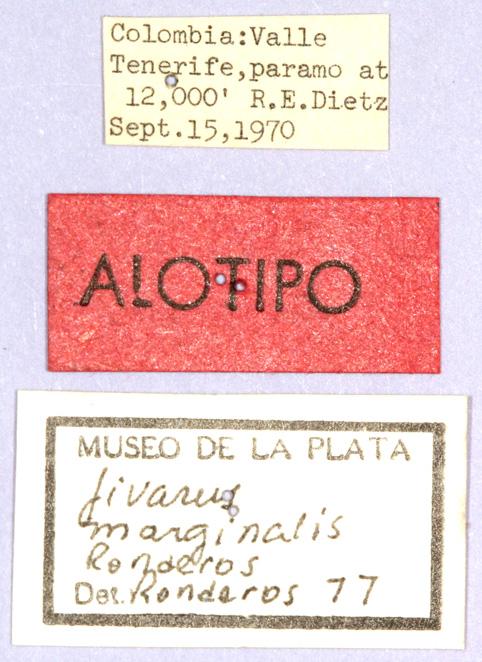 Colombia:Valle
Tenerife,paramo at
12,000' R.E.Dietz
Sept.15,1970
ALOTIPO
MUSEO DE LA PLATA
Jivarus
marginalis
Ronderos
Det. Ronderos 77